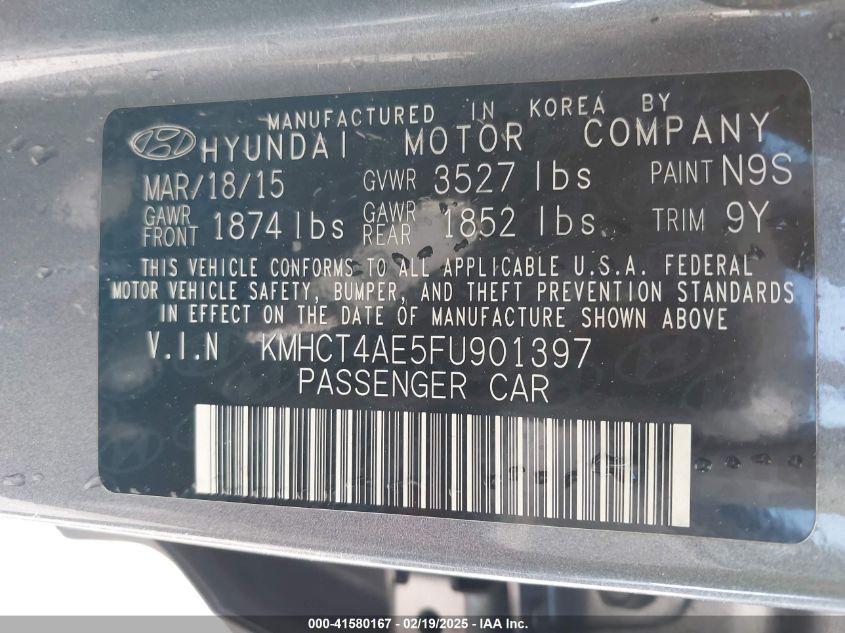 MANUFACTURED IN KOREA BY
HYUNDAI MOTOR COMPANY
MAR/18/15 GVWR 3527 lbs PAINT N9S
GAWR FRONT 1874 lbs GAWR REAR 1852 lbs. TRIM 9Y
THIS VEHICLE CONFORMS TO ALL APPLICABLE U.S.A. FEDERAL
MOTOR VEHICLE SAFETY, BUMPER, AND THEFT PREVENTION STANDARDS
IN EFFECT ON THE DATE OF MANUFACTURE SHOWN ABOVE
V.I.N KMHCT4AE5FU901397
PASSENGER CAR
000-41580167 - 02/19/2025 - IAA Inc.